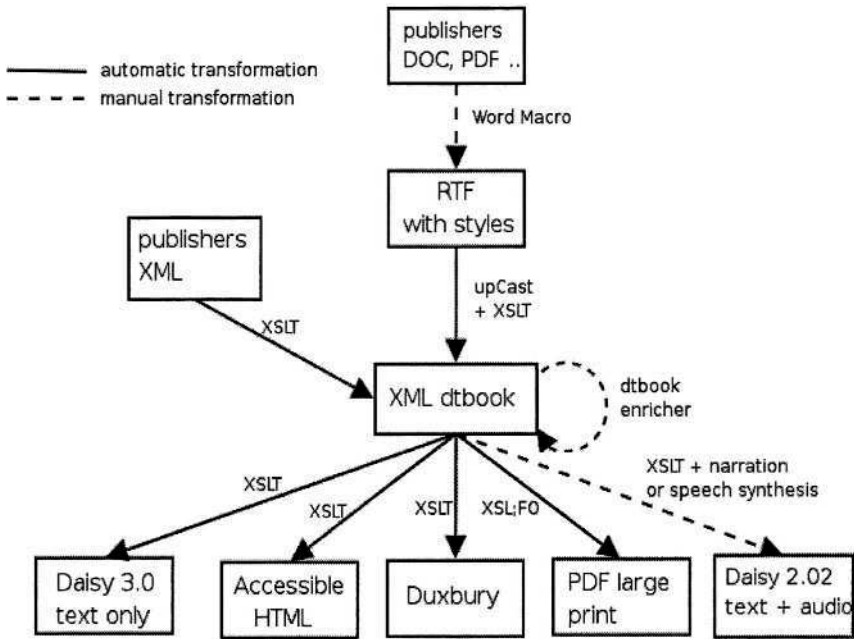 publishers
DOC, PDF ..
automatic transformation
manual transformation
Word Macro
RTF
with styles
publishers
XML
upCast
+ XSLT
XSLT
XML dtbook
dtbook
enricher
XSLT
XSLT
XSLT
XSL;FO
XSLT + narration
or speech synthesis
Daisy 3.0
text only
Accessible
HTML
Duxbury
PDF large
print
Daisy 2.02
text + audio